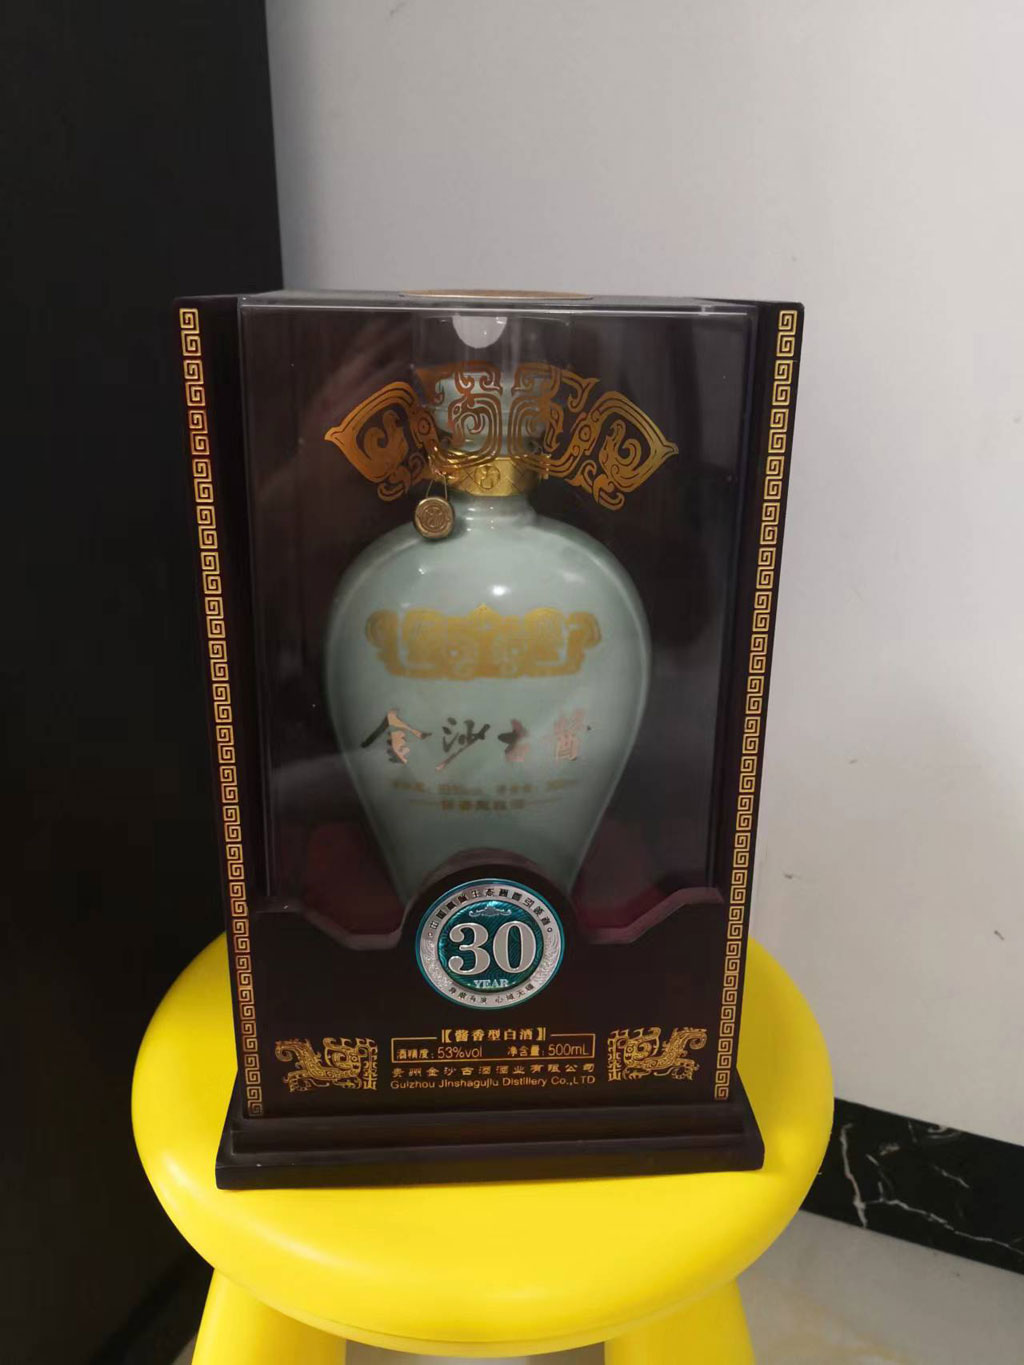 金沙古酱
30
YEAR
【酱香型白酒】
酒精度:53%vol 净含量:500mL
贵州金沙古酒酒业有限公司
Guizhou Jinshagujiu Distillery Co.,LTD